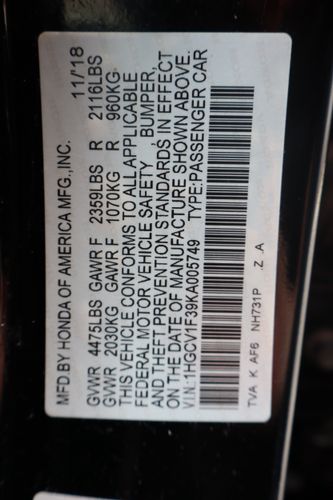 MFD.BY HONDA OF AMERICA MFG.,INC. 11/18
GVWR 4475LBS GAWR F 2359LBS R 2116LBS
GVWR 2030KG GAWR F 1070KG R 960KG
THIS VEHICLE CONFORMS TO ALL APPLICABLE
FEDERAL MOTOR VEHICLE SAFETY BUMPER,
AND THEFT PREVENTION STANDARDS, IN EFFECT
ON THE DATE OF MANUFACTURE SHOWN ABOVE.
VIN:1HGCV1F39KA005749 TYPE:PASSENGER CAR
TVA K AF6 NH731P Z A